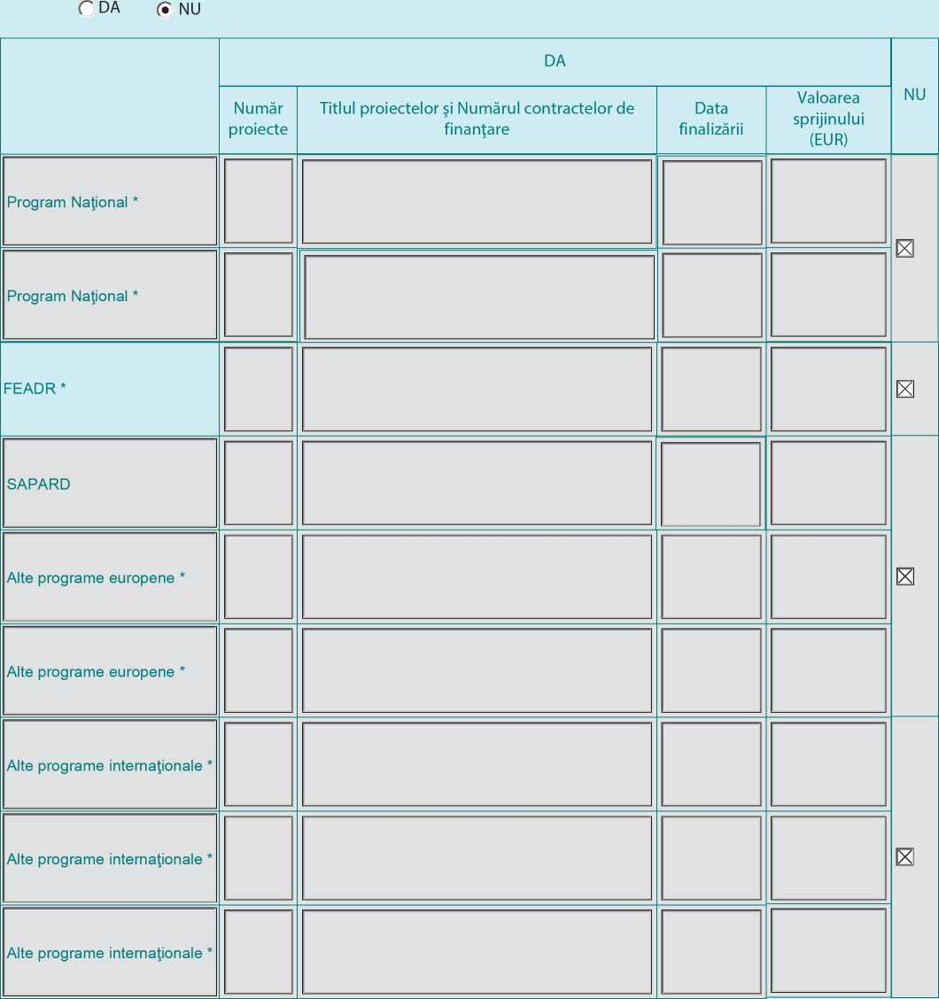 DA NU
DA
NU
Număr
proiecte
Titlul proiectelor şi Numărul contractelor de
finanţare
Data
finalizării
Valoarea
sprijinului
(EUR)
Program Naţional *
Program Naţional *
FEADR *
SAPARD
Alte programe europene *
Alte programe europene *
Alte programe internaţionale *
Alte programe internaţionale *
Alte programe internaţionale *